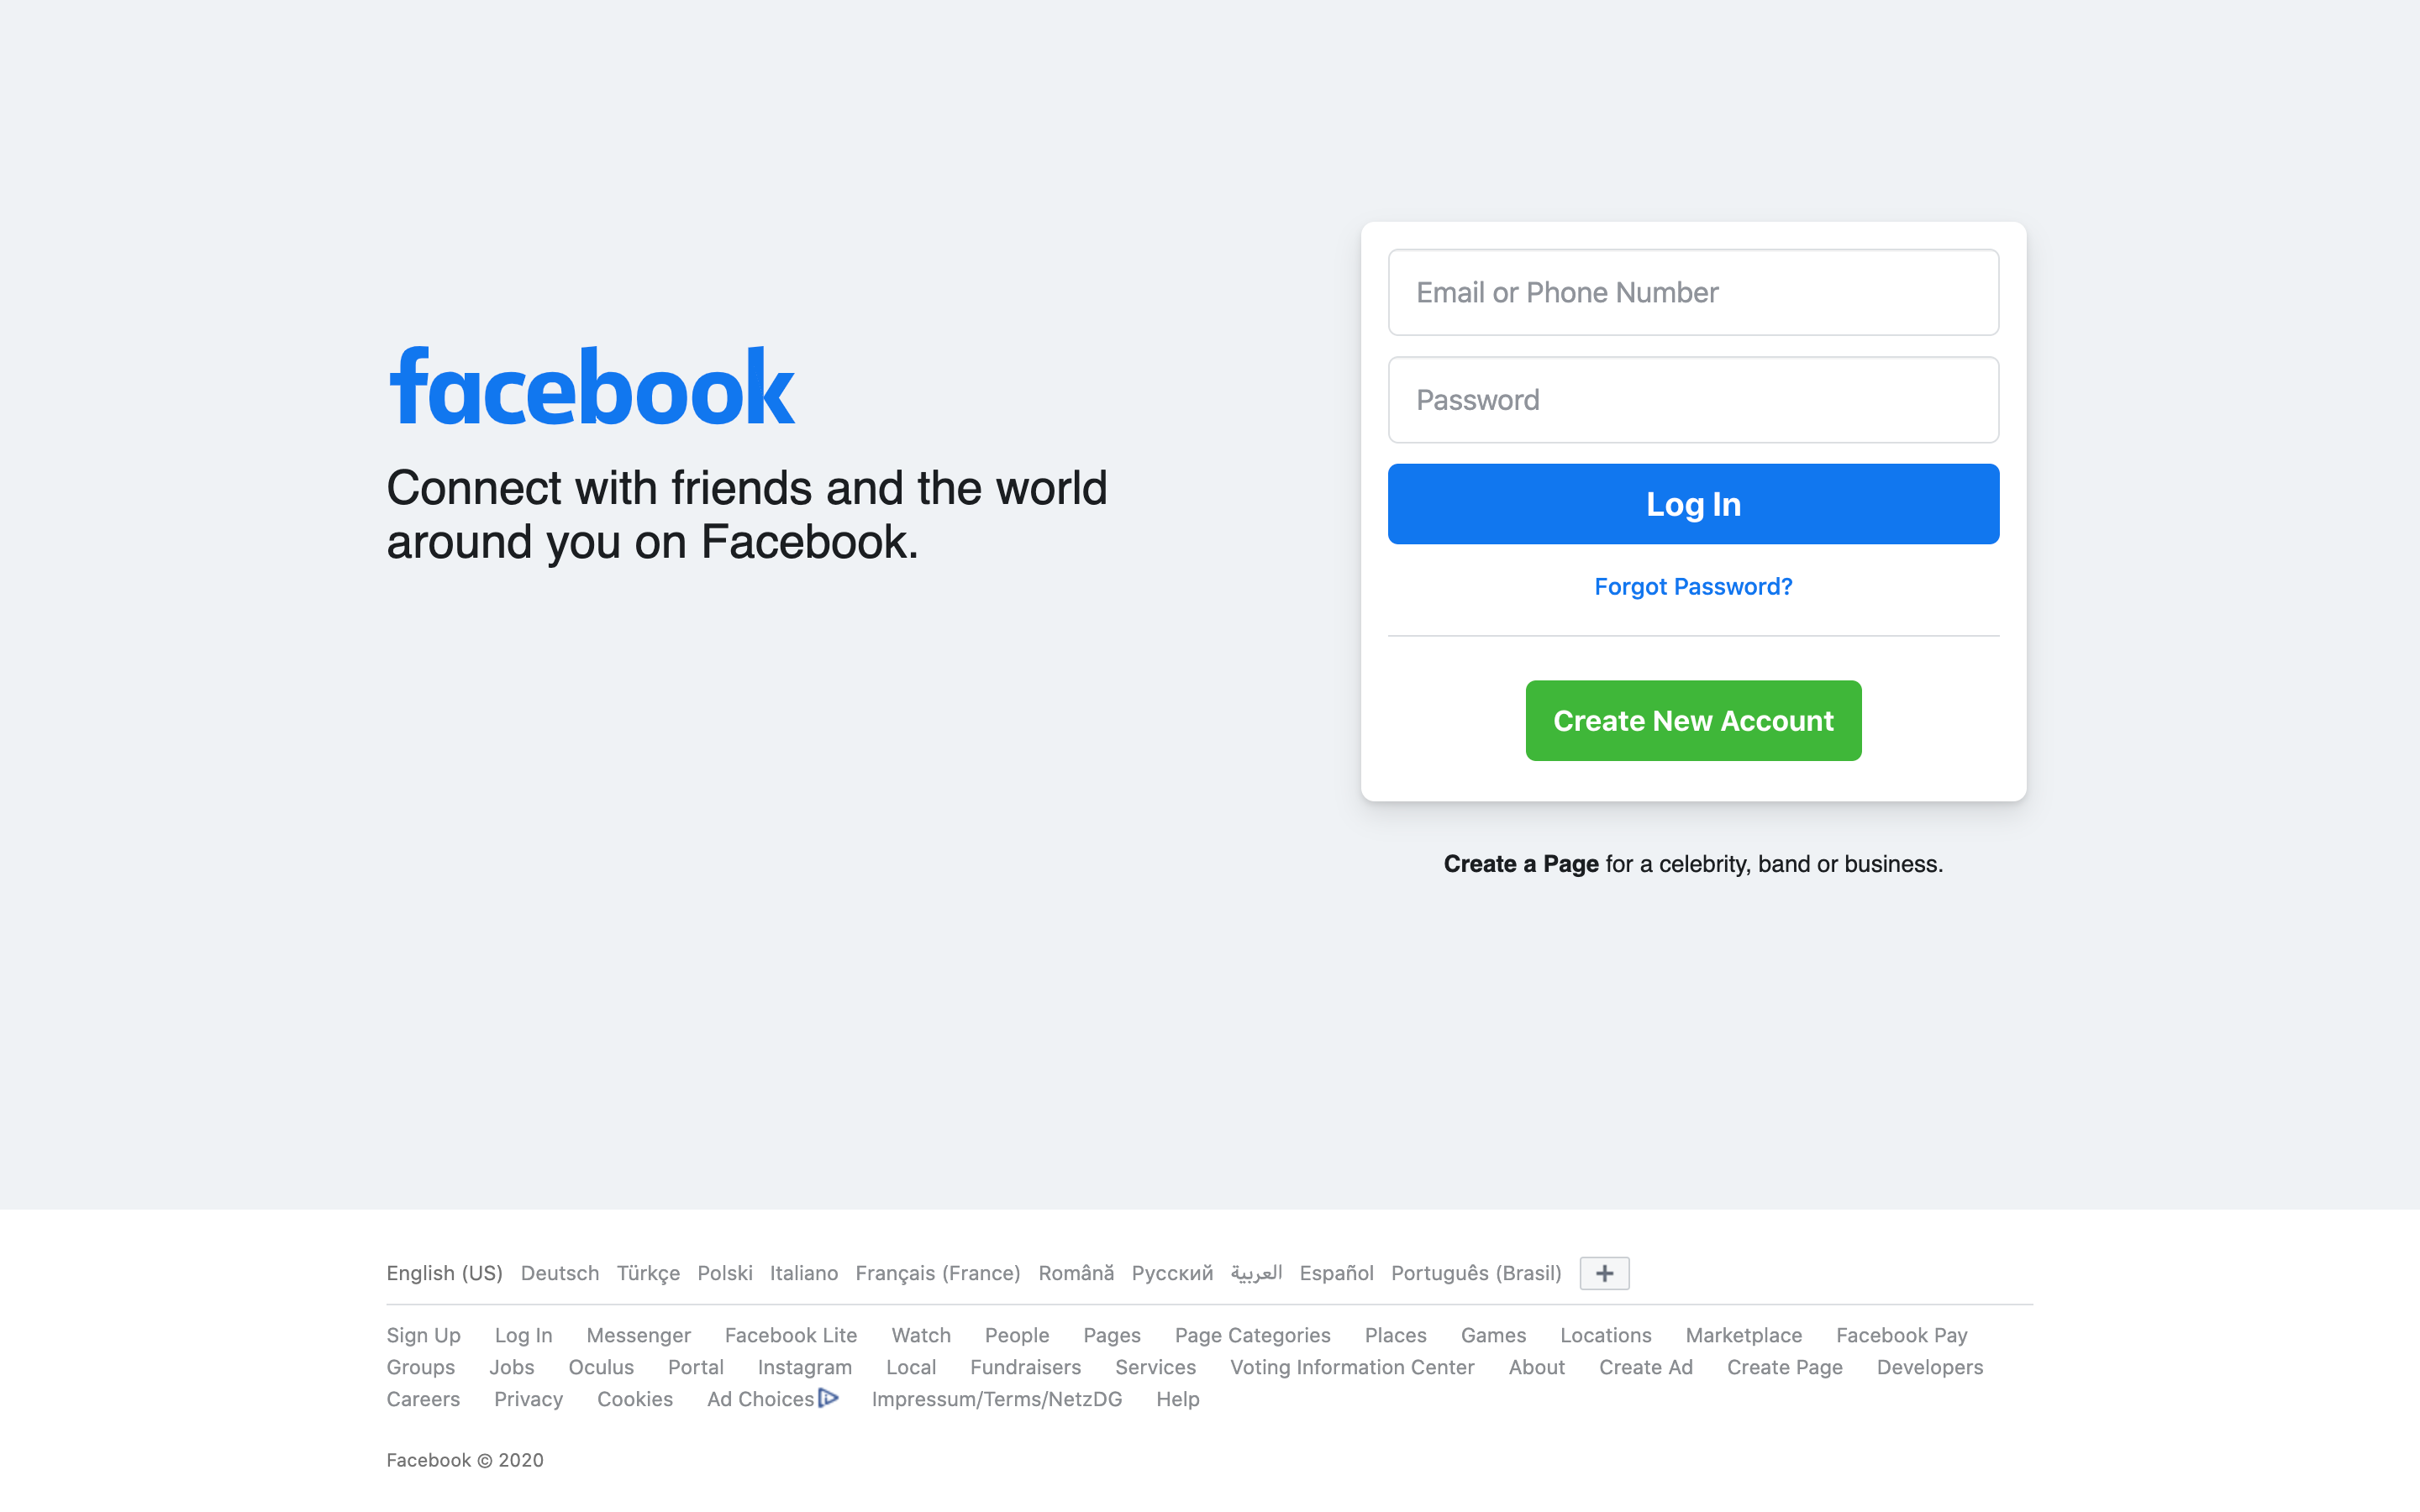 facebook
Connect with friends and the world
around you on Facebook.
Email or Phone Number
Password
Log In
Forgot Password?
Create New Account
Create a Page for a celebrity, band or business.
English (US) Deutsch Türkçe Polski Italiano Français (France) Română Русский العربية Español Português (Brasil) +
Sign Up Log In Messenger Facebook Lite Watch People Pages Page Categories Places Games Locations Marketplace Facebook Pay
Groups Jobs Oculus Portal Instagram Local Fundraisers Services Voting Information Center About Create Ad Create Page Developers
Careers Privacy Cookies Ad Choices Impressum/Terms/NetzDG Help
Facebook © 2020